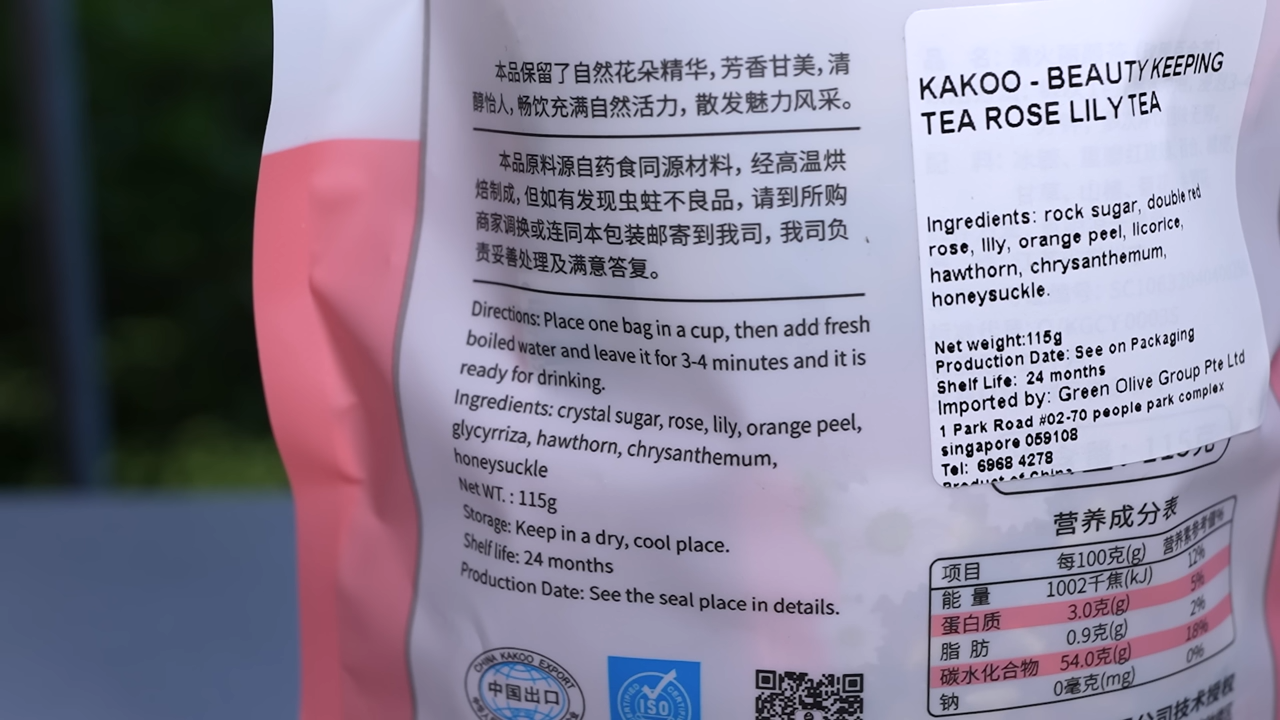 本品保留了自然花朵精华，芳香甘美，清
醇怡人，畅饮充满自然活力，散发魅力风采。
本品原料源自药食同源材料，经高温烘
焙制成，但如有发现虫蛀不良品，请到所购
商家调换或连同本包装邮寄到我司，我司负
责妥善处理及满意答复。
Directions: Place one bag in a cup, then add fresh
boiled water and leave it for 3-4 minutes and it is
ready for drinking.
Ingredients: crystal sugar, rose, lily, orange peel,
glycyrriza, hawthorn, chrysanthemum,
honeysuckle
Net WT. : 115g
Storage: Keep in a dry, cool place.
Shelf life: 24 months
Production Date: See the seal place in details.
CHINA KAKOO EXPORT
中国出口
CERTIFIED
ISO
KAKOO - BEAUTY KEEPING
TEA ROSE LILY TEA
Ingredients: rock sugar, double red
rose, lily, orange peel, licorice,
hawthorn, chrysanthemum,
honeysuckle.
Net weight:115g
Production Date: See on Packaging
Shelf Life: 24 months
Imported by: Green Olive Group Pte Ltd
1 Park Road #02-70 people park complex
singapore 059108
Tel: 6968 4278
Product of China
营养成分表
项目 每100克(g) 营养素参考值%
能 量 1002千焦(kJ) 12%
蛋白质 3.0克(g) 5%
脂 肪 0.9克(g) 2%
碳水化合物 54.0克(g) 18%
钠 0毫克(mg) 0%
公司技术授权